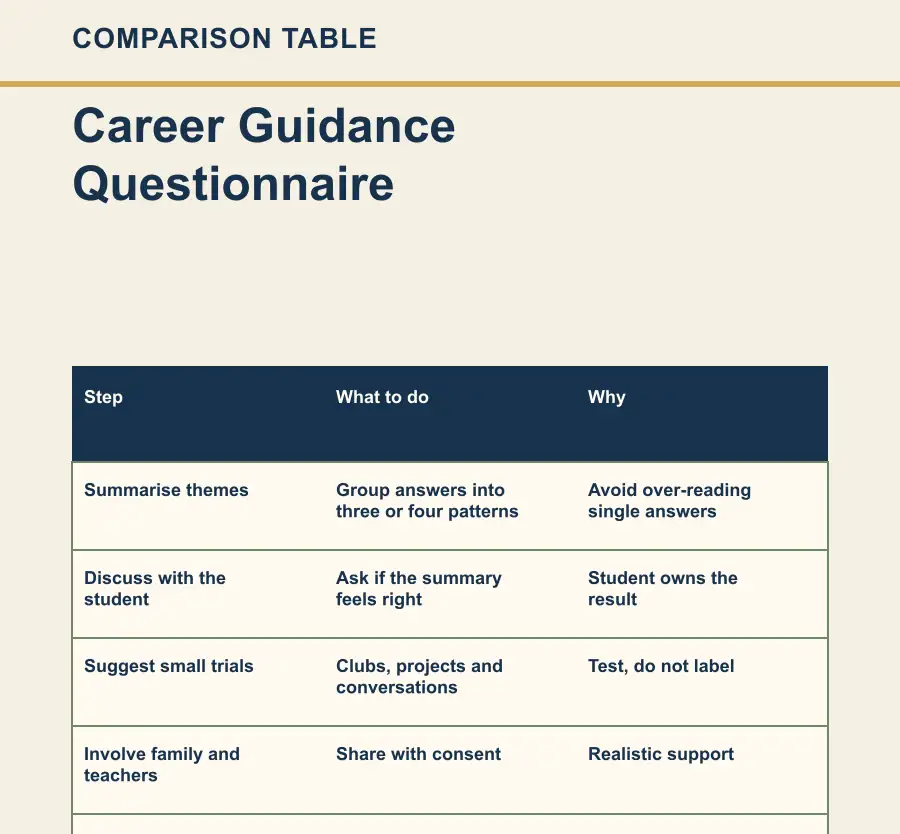 COMPARISON TABLE
Career Guidance
Questionnaire
Step What to do Why
Summarise themes Group answers into Avoid over-reading
three or four patterns single answers
Discuss with the Ask if the summary Student owns the
student feels right result
Suggest small trials Clubs, projects and Test, do not label
conversations
Involve family and Share with consent Realistic support
teachers